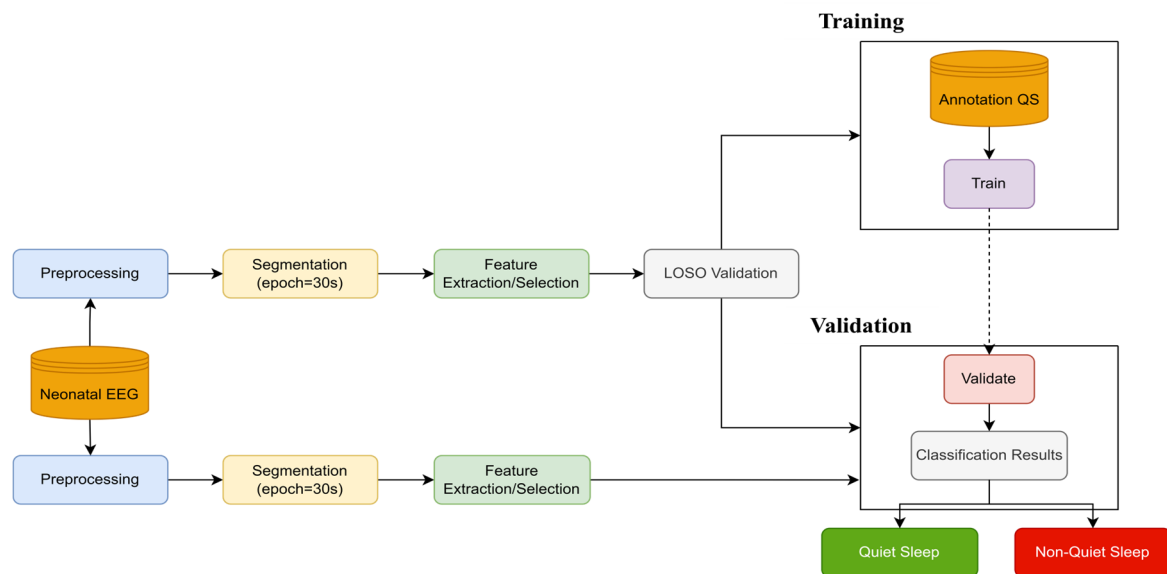 Training
Annotation QS
Train
Preprocessing
Segmentation
(epoch=30s)
Feature
Extraction/Selection
LOSO Validation
Neonatal EEG
Validation
Validate
Classification Results
Preprocessing
Segmentation
(epoch=30s)
Feature
Extraction/Selection
Quiet Sleep
Non-Quiet Sleep